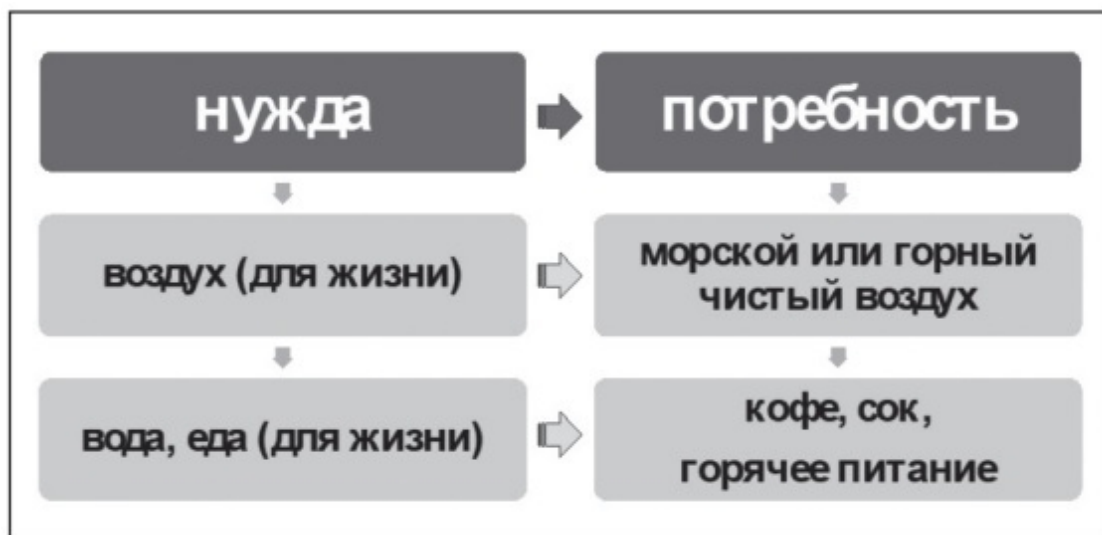 нужда
потребность
воздух (для жизни)
морской или горный
чистый воздух
вода, еда (для жизни)
кофе, сок,
горячее питание